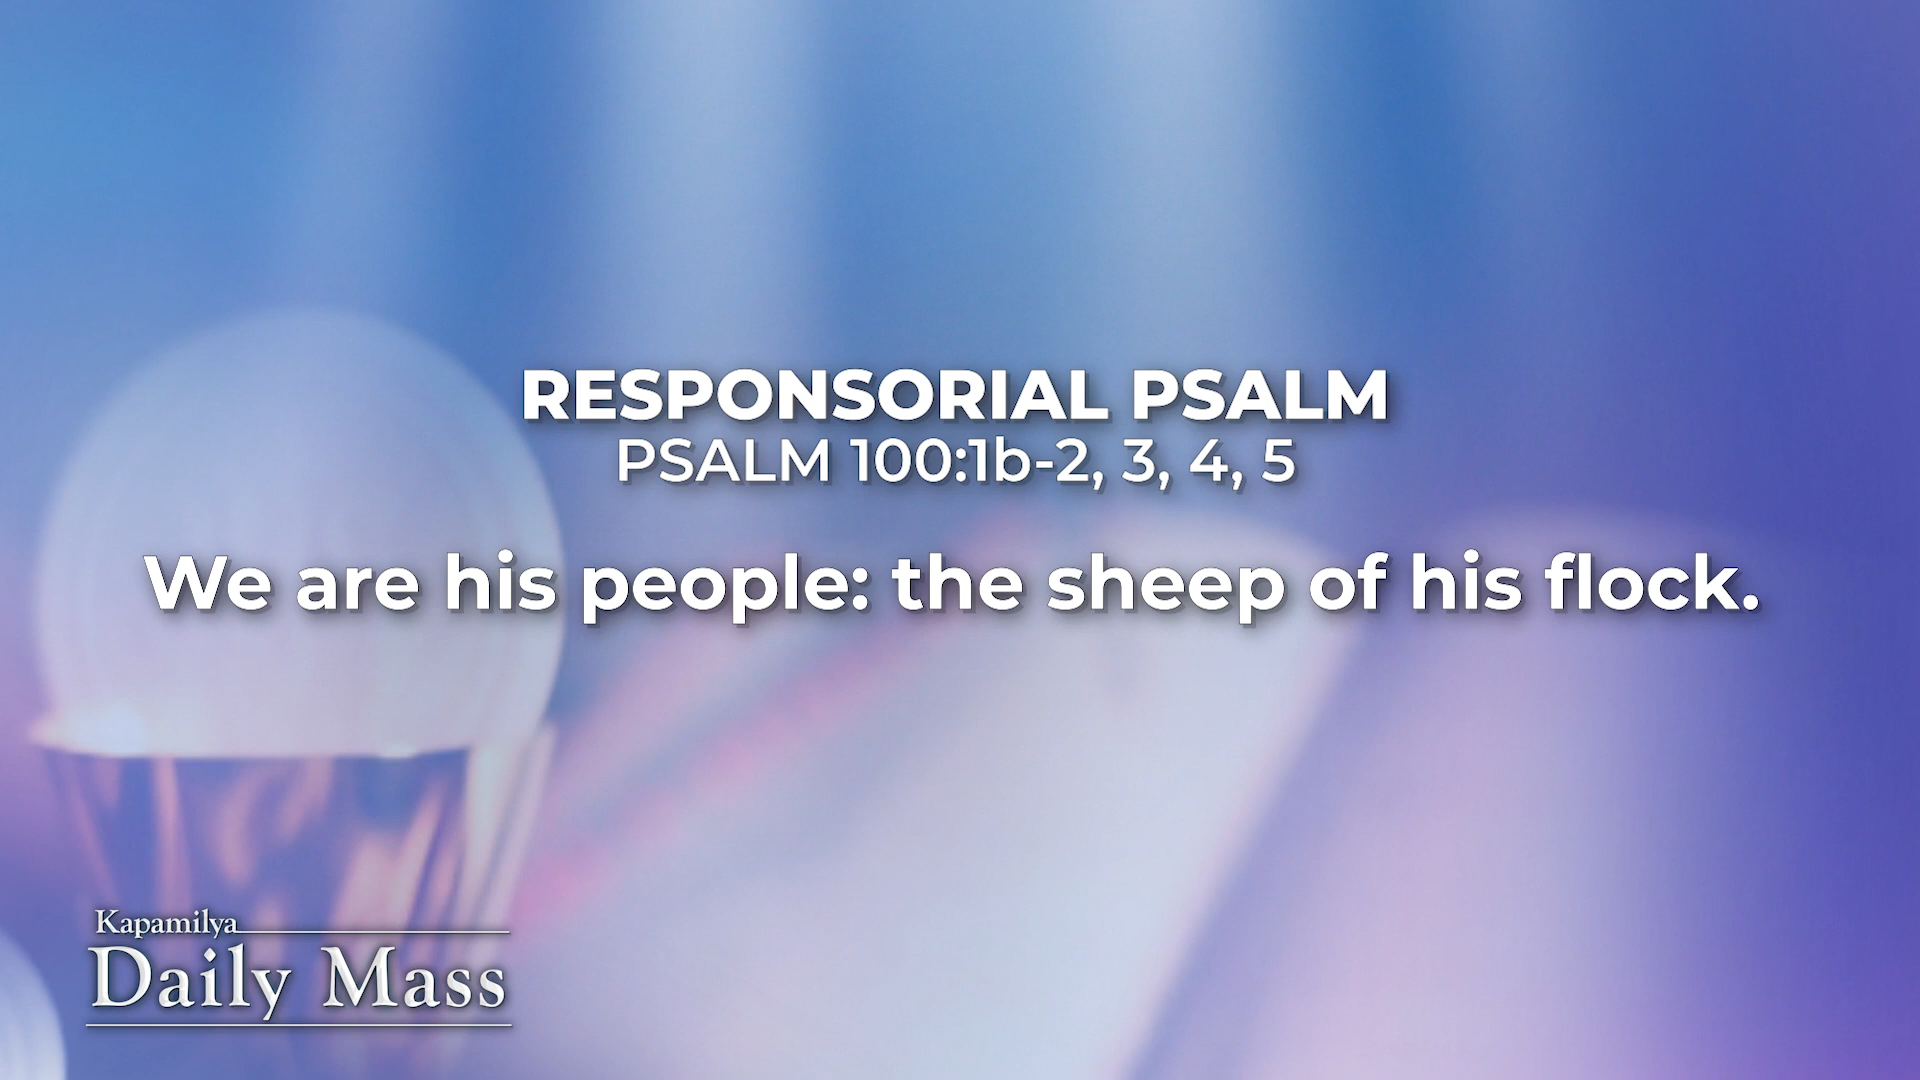 RESPONSORIAL PSALM
PSALM 100:1b-2, 3, 4, 5
We are his people: the sheep of his flock.
Kapamilya
Daily Mass